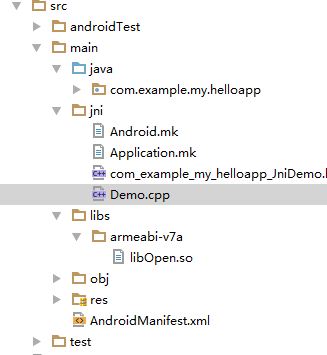 src
androidTest
main
java
com.example.my.helloapp
jni
Android.mk
Application.mk
com_example_my_helloapp_JniDemo.h
Demo.cpp
libs
armeabi-v7a
libOpen.so
obj
res
AndroidManifest.xml
test